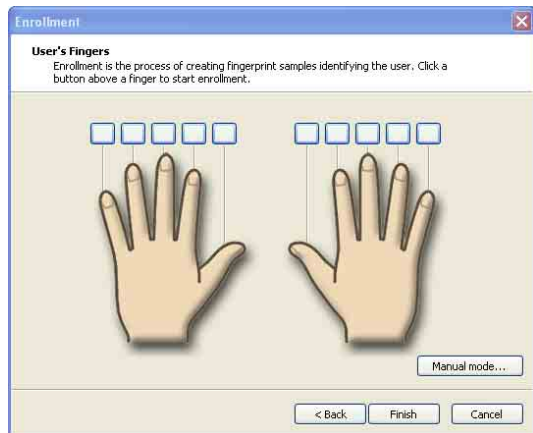 Enrollment
User's Fingers
Enrollment is the process of creating fingerprint samples identifying the user. Click a
button above a finger to start enrollment.
Manual mode...
< Back
Finish
Cancel